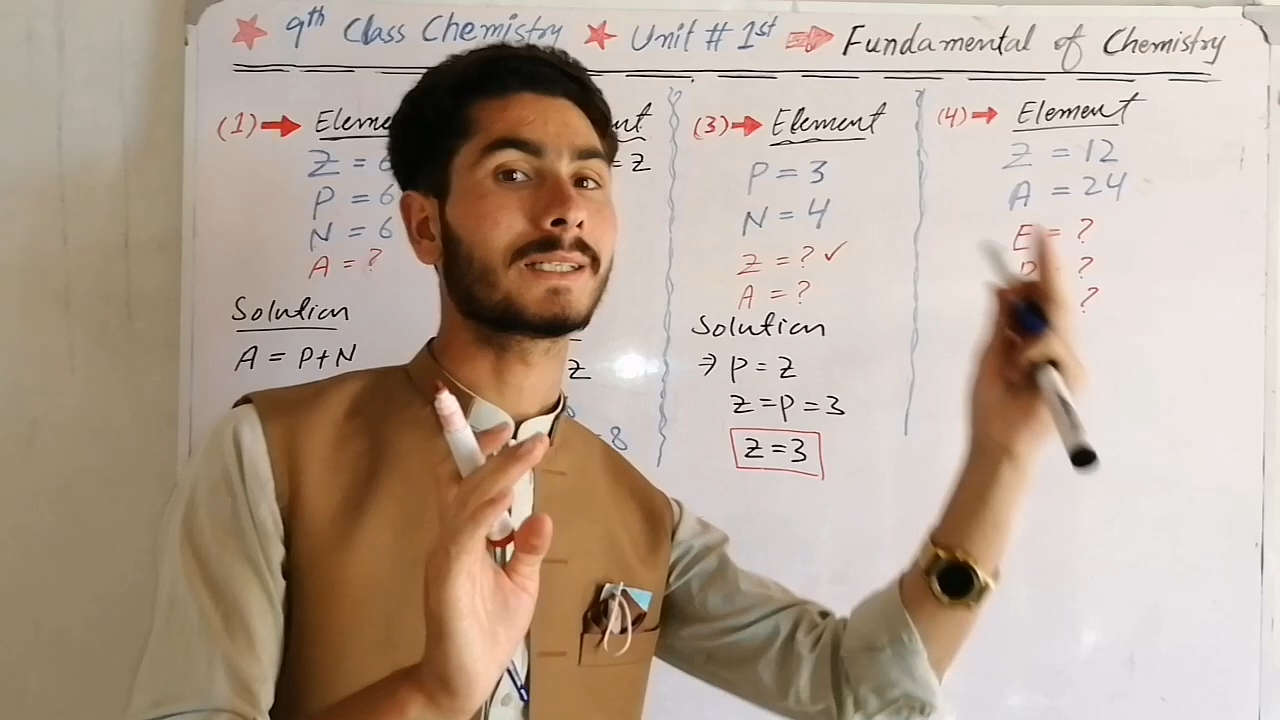 ★ 9th Class Chemistry ★ Unit # 1st ⇒ Fundamental of Chemistry
(1)→
Z = 6
P = 6
N = 6
A = ?
Solution
A = P+N
= Z
Z
-8
(3)→ Element
P = 3
N = 4
Z = ? ✓
A = ?
Solution
⇒ P = Z
Z = P = 3
Z = 3
(4)→ Element
Z = 12
A = 24
E = ?
= ?
?